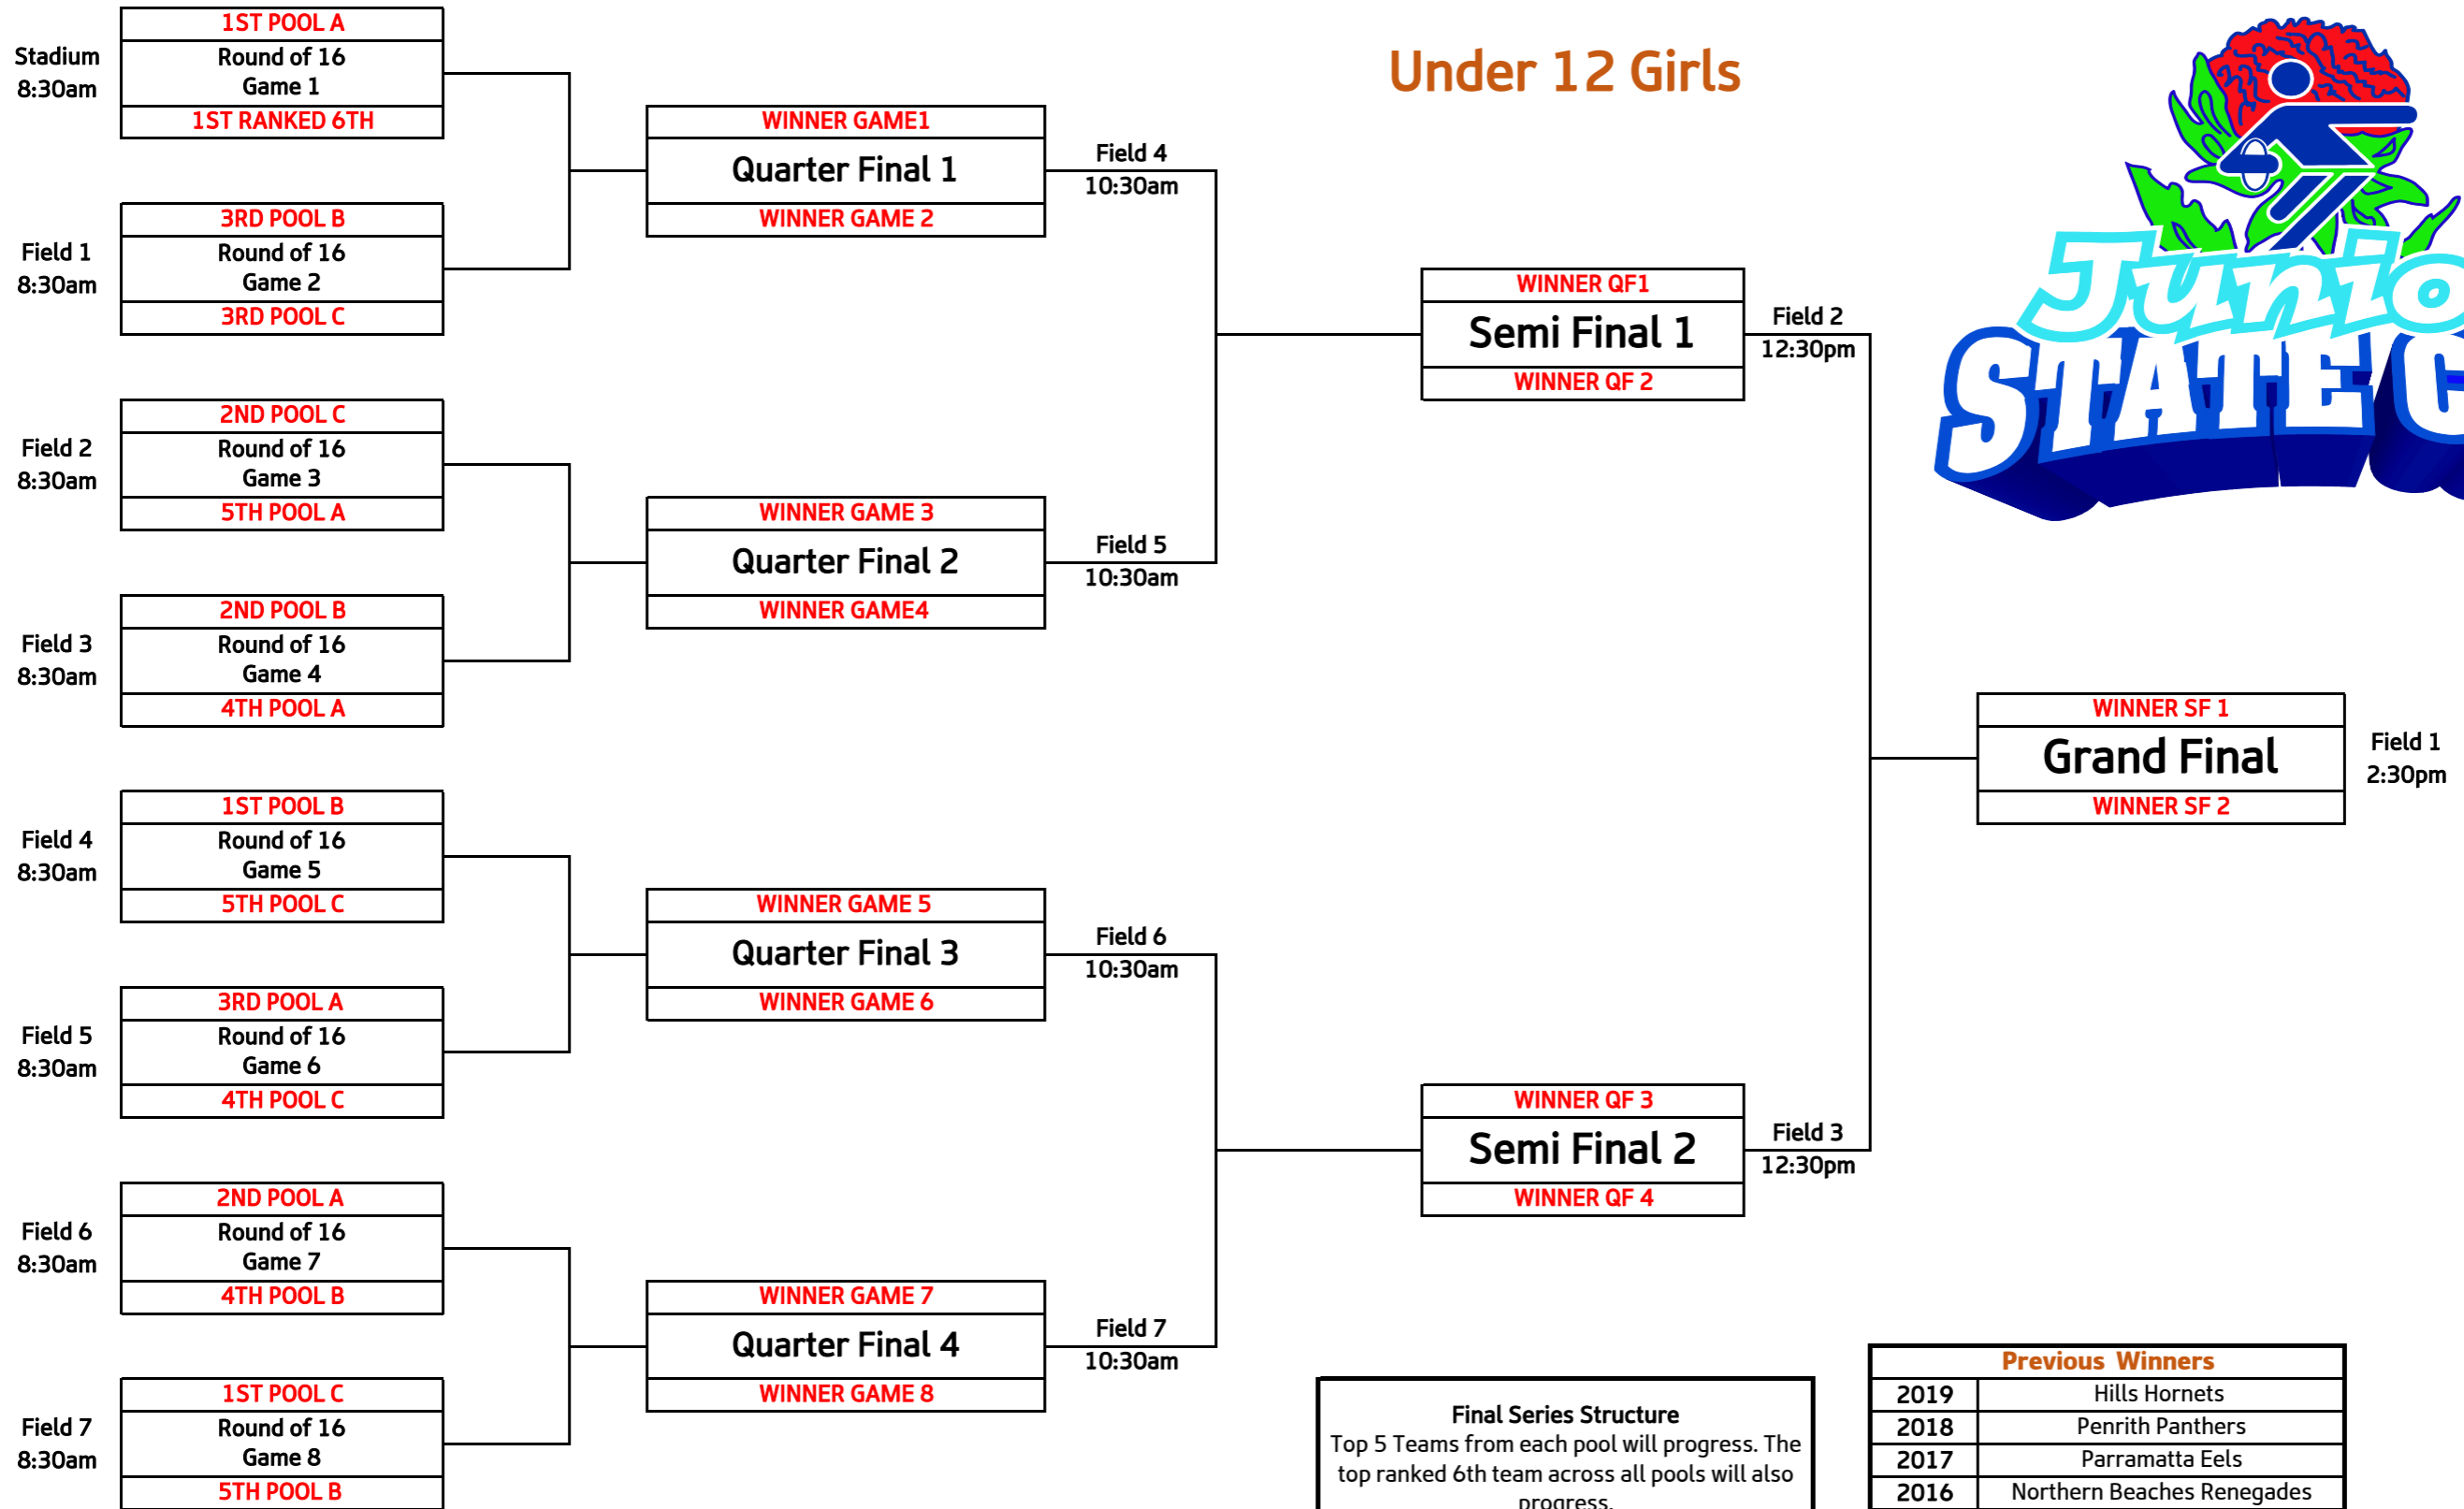 Under 12 Girls
Stadium
8:30am
1ST POOL A
Round of 16
Game 1
1ST RANKED 6TH
Field 1
8:30am
3RD POOL B
Round of 16
Game 2
3RD POOL C
Field 2
8:30am
2ND POOL C
Round of 16
Game 3
5TH POOL A
Field 3
8:30am
2ND POOL B
Round of 16
Game 4
4TH POOL A
Field 4
8:30am
1ST POOL B
Round of 16
Game 5
5TH POOL C
Field 5
8:30am
3RD POOL A
Round of 16
Game 6
4TH POOL C
Field 6
8:30am
2ND POOL A
Round of 16
Game 7
4TH POOL B
Field 7
8:30am
1ST POOL C
Round of 16
Game 8
5TH POOL B
WINNER GAME1
Quarter Final 1
WINNER GAME 2
Field 4
10:30am
WINNER GAME 3
Quarter Final 2
WINNER GAME4
Field 5
10:30am
WINNER GAME 5
Quarter Final 3
WINNER GAME 6
Field 6
10:30am
WINNER GAME 7
Quarter Final 4
WINNER GAME 8
Field 7
10:30am
WINNER QF1
Semi Final 1
WINNER QF 2
Field 2
12:30pm
WINNER QF 3
Semi Final 2
WINNER QF 4
Field 3
12:30pm
WINNER SF 1
Grand Final
WINNER SF 2
Field 1
2:30pm
Junio
STATE C
Final Series Structure
Top 5 Teams from each pool will progress. The
top ranked 6th team across all pools will also
progress.
Previous Winners
2019 Hills Hornets
2018 Penrith Panthers
2017 Parramatta Eels
2016 Northern Beaches Renegades